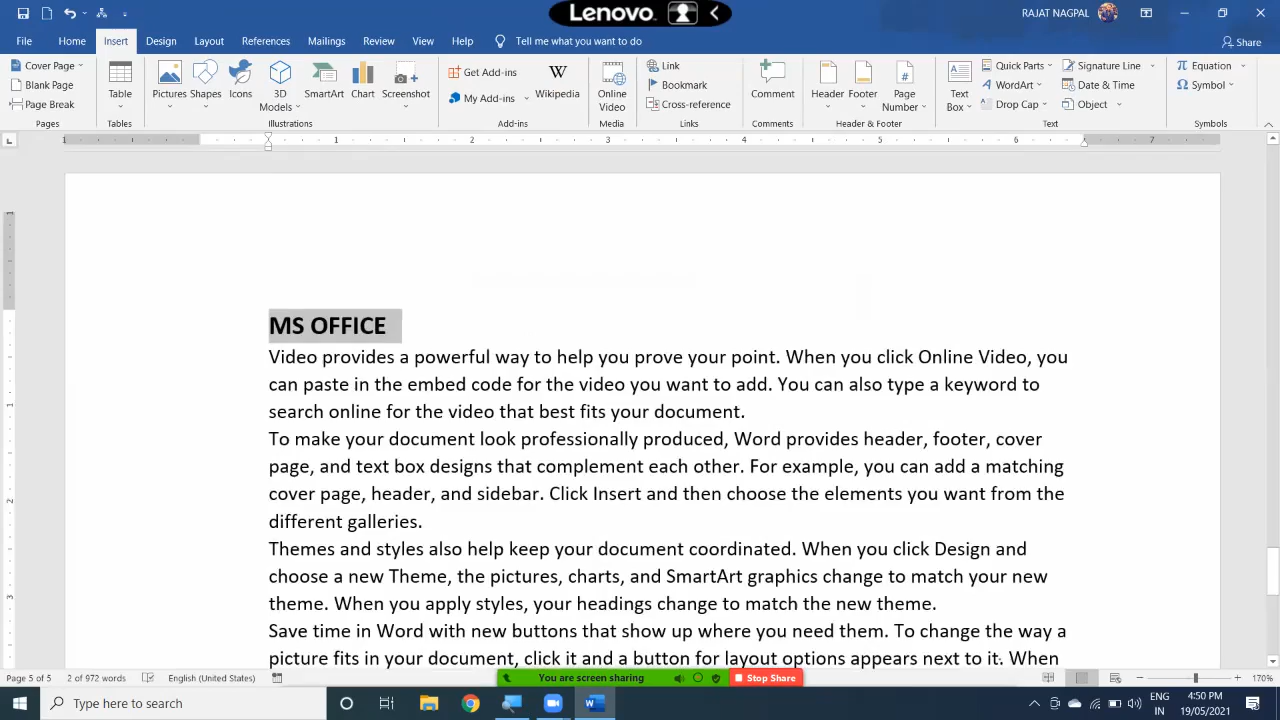 Lenovo
RAJAT NAGPAL
File Home Insert Design Layout References Mailings Review View Help Tell me what you want to do Share
Cover Page
Blank Page
Page Break
Pages
Table
Tables
Pictures Shapes Icons 3D Models SmartArt Chart Screenshot
Illustrations
Get Add-ins
My Add-ins
Wikipedia
Add-ins
Online Video
Media
Link
Bookmark
Cross-reference
Links
Comment
Comments
Header Footer Page Number
Header & Footer
Text Box
Quick Parts
WordArt
Drop Cap
Signature Line
Date & Time
Object
Text
Equation
Symbol
Symbols
1 1 2 3 4 5 6 7
MS OFFICE
Video provides a powerful way to help you prove your point. When you click Online Video, you
can paste in the embed code for the video you want to add. You can also type a keyword to
search online for the video that best fits your document.
To make your document look professionally produced, Word provides header, footer, cover
page, and text box designs that complement each other. For example, you can add a matching
cover page, header, and sidebar. Click Insert and then choose the elements you want from the
different galleries.
Themes and styles also help keep your document coordinated. When you click Design and
choose a new Theme, the pictures, charts, and SmartArt graphics change to match your new
theme. When you apply styles, your headings change to match the new theme.
Save time in Word with new buttons that show up where you need them. To change the way a
picture fits in your document, click it and a button for layout options appears next to it. When
Page 5 of 5 2 of 972 words English (United States) You are screen sharing Stop Share 170%
Type here to search
ENG
IN
4:50 PM
19/05/2021